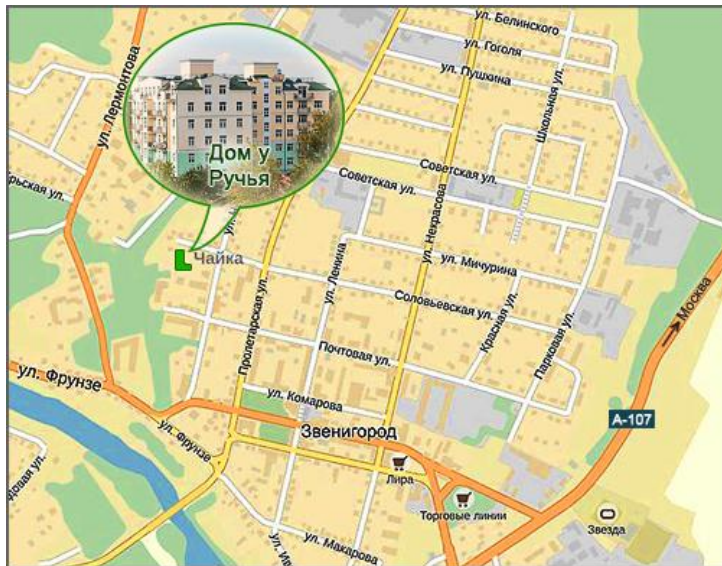 ул. Белинского
ул. Гоголя
ул. Пушкина
Школьная ул.
ул. Лермонтова
Дом у
Ручья
Советская ул.
Советская ул.
ул. Некрасова
ул. Ленина
ул. Мичурина
Чайка
Соловьевская ул.
Пролетарская ул.
Красная ул.
Парковая ул.
Москва
Почтовая ул.
ул. Фрунзе
ул. Комарова
Звенигород
А-107
ул. Фрунзе
Лира
Торговые линии
Звезда
ул. Макарова